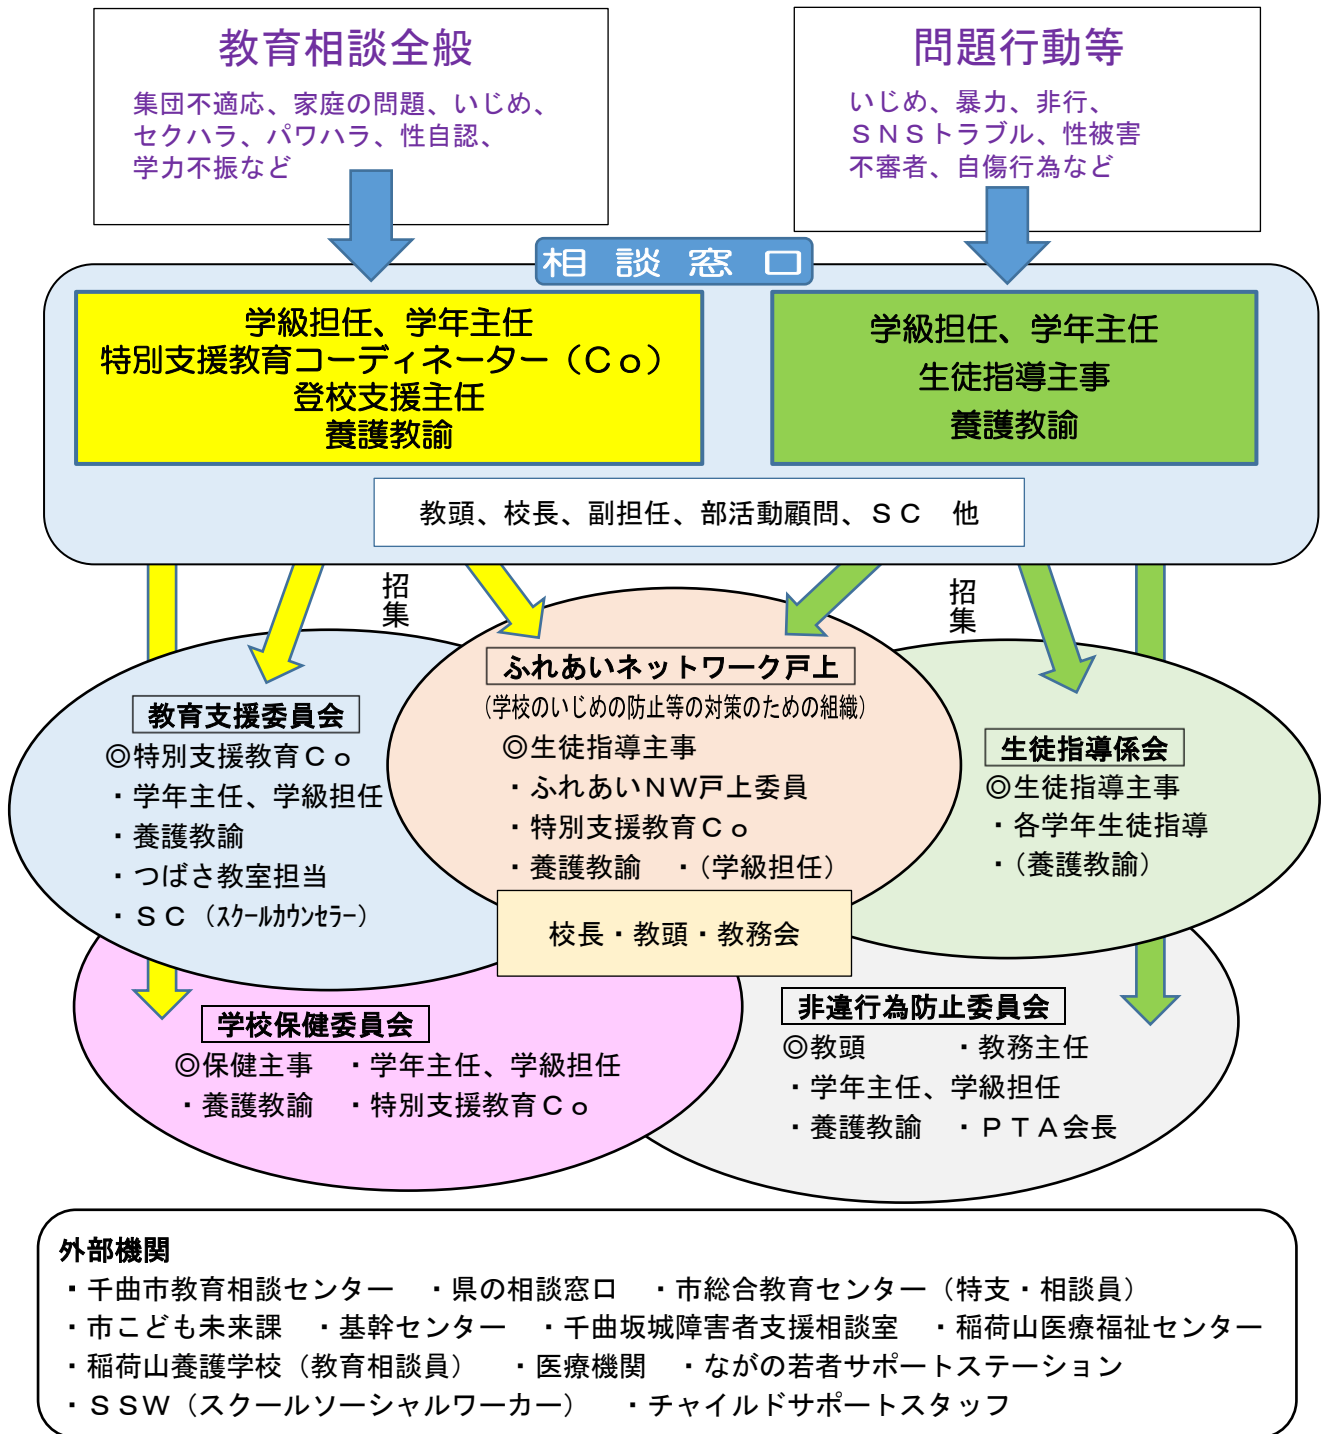 教育相談全般
集団不適応、家庭の問題、いじめ、
セクハラ、パワハラ、性自認、
学力不振など
問題行動等
いじめ、暴力、非行、
ＳＮＳトラブル、性被害
不審者、自傷行為など
相談窓口
学級担任、学年主任
特別支援教育コーディネーター（Ｃｏ）
登校支援主任
養護教諭
学級担任、学年主任
生徒指導主事
養護教諭
教頭、校長、副担任、部活動顧問、ＳＣ　他
招集
招集
ふれあいネットワーク戸上
（学校のいじめの防止等の対策のための組織）
◎生徒指導主事
・ふれあいＮＷ戸上委員
・特別支援教育Ｃｏ
・養護教諭　・（学級担任）
教育支援委員会
◎特別支援教育Ｃｏ
・学年主任、学級担任
・養護教諭
・つばさ教室担当
・ＳＣ（ｽｸｰﾙｶｳﾝｾﾗｰ）
生徒指導係会
◎生徒指導主事
・各学年生徒指導
・（養護教諭）
校長・教頭・教務会
学校保健委員会
◎保健主事　・学年主任、学級担任
・養護教諭　・特別支援教育Ｃｏ
非違行為防止委員会
◎教頭　　　・教務主任
・学年主任、学級担任
・養護教諭　・ＰＴＡ会長
外部機関
・千曲市教育相談センター　・県の相談窓口　・市総合教育センター（特支・相談員）
・市こども未来課　・基幹センター　・千曲坂城障害者支援相談室　・稲荷山医療福祉センター
・稲荷山養護学校（教育相談員）　・医療機関　・ながの若者サポートステーション
・ＳＳＷ（スクールソーシャルワーカー）　・チャイルドサポートスタッフ